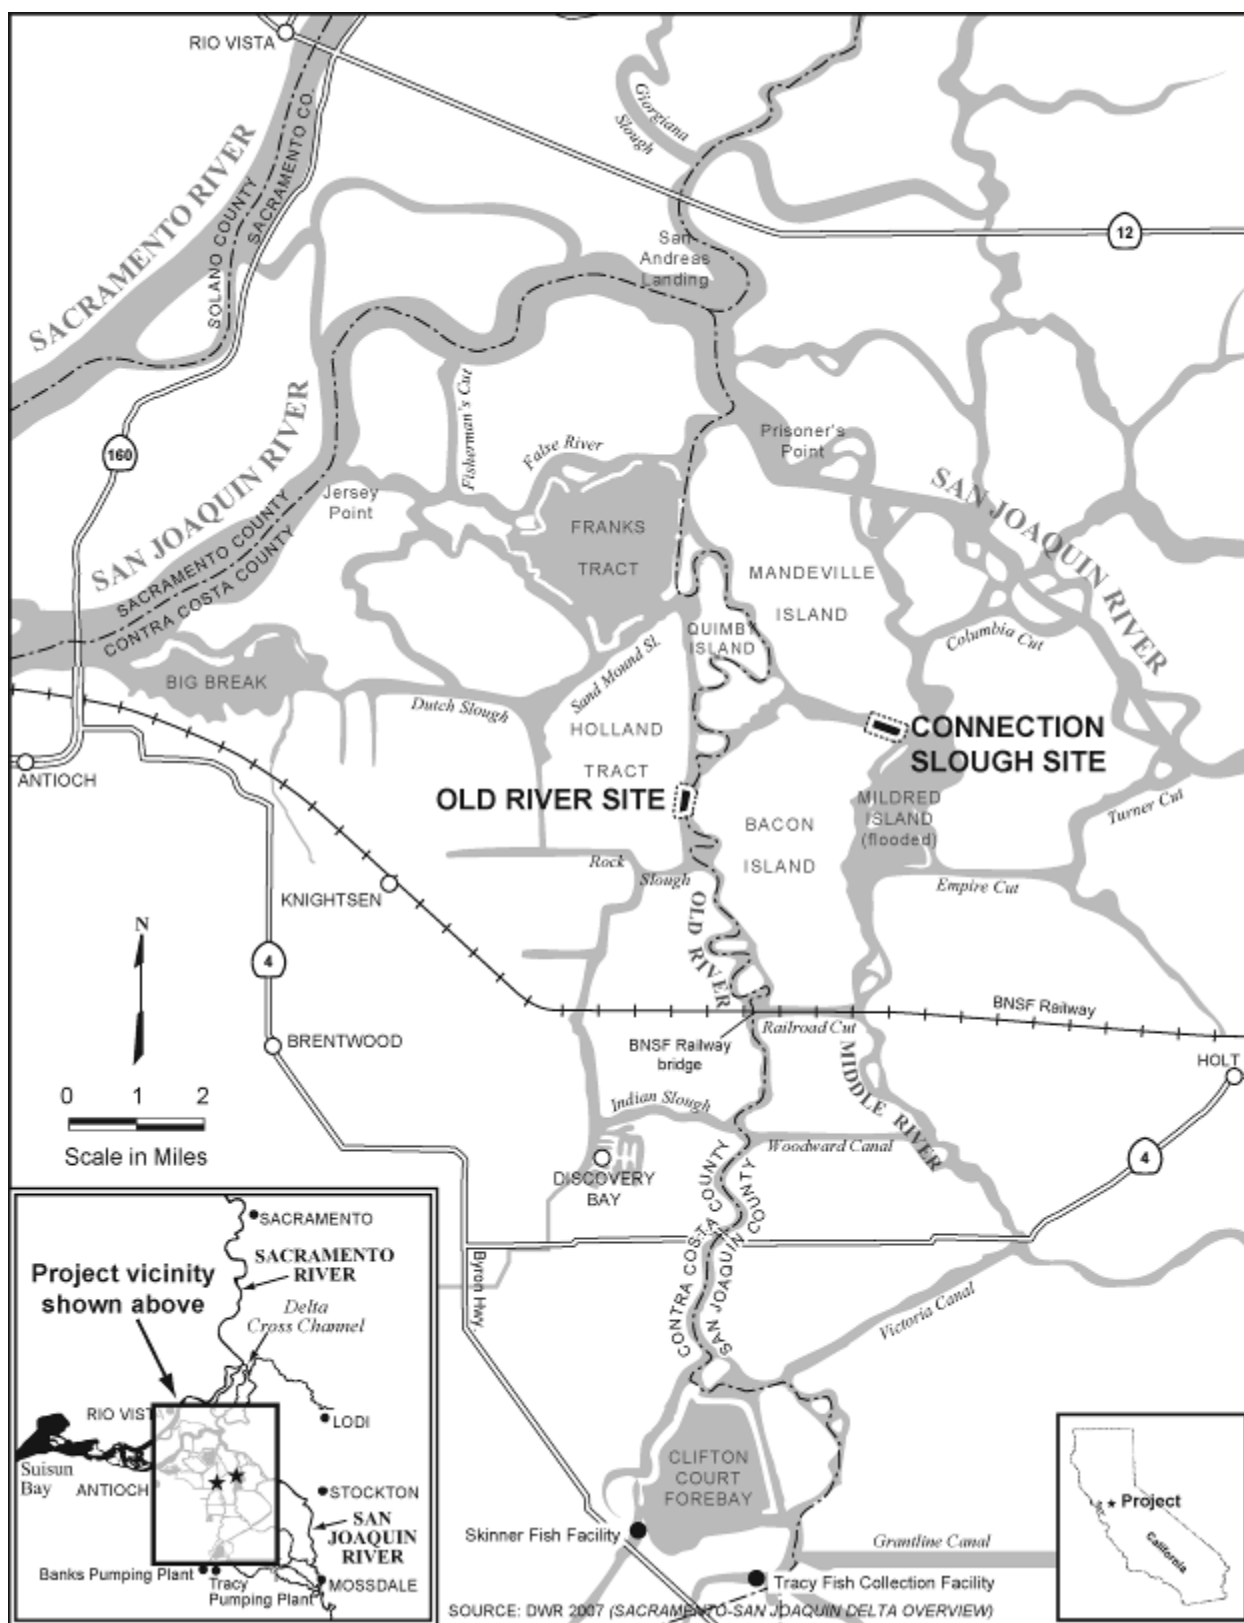 RIO VISTA
Giorgiana
Slough
SACRAMENTO RIVER
SOLANO COUNTY
SACRAMENTO CO.
12
San
Andreas
Landing
160
SAN JOAQUIN RIVER
SACRAMENTO COUNTY
CONTRA COSTA COUNTY
Fisherman's Cut
False River
Jersey
Point
Prisoner's
Point
SAN JOAQUIN RIVER
FRANKS
TRACT
MANDEVILLE
ISLAND
QUIMBY
ISLAND
Columbia Cut
BIG BREAK
Dutch Slough
Sand Mound Sl.
HOLLAND
TRACT
CONNECTION
SLOUGH SITE
ANTIOCH
OLD RIVER SITE
MILDRED
ISLAND
(flooded)
Turner Cut
BACON
ISLAND
Rock
Slough
Empire Cut
KNIGHTSEN
OLD RIVER
N
4
BNSF Railway
Railroad Cut
BNSF Railway
bridge
BRENTWOOD
HOLT
MIDDLE RIVER
0 1 2
Scale in Miles
Indian Slough
Woodward Canal
4
DISCOVERY
BAY
CONTRA COSTA COUNTY
SAN JOAQUIN COUNTY
Byron Hwy.
Victoria Canal
CLIFTON
COURT
FOREBAY
Skinner Fish Facility
Grantline Canal
Tracy Fish Collection Facility
SOURCE: DWR 2007 (SACRAMENTO-SAN JOAQUIN DELTA OVERVIEW)
SACRAMENTO
SACRAMENTO
RIVER
Project vicinity
shown above
Delta
Cross Channel
RIO VISTA
LODI
Suisun
Bay
ANTIOCH
STOCKTON
SAN
JOAQUIN
RIVER
Banks Pumping Plant
Tracy
Pumping Plant
MOSSDALE
Project
California